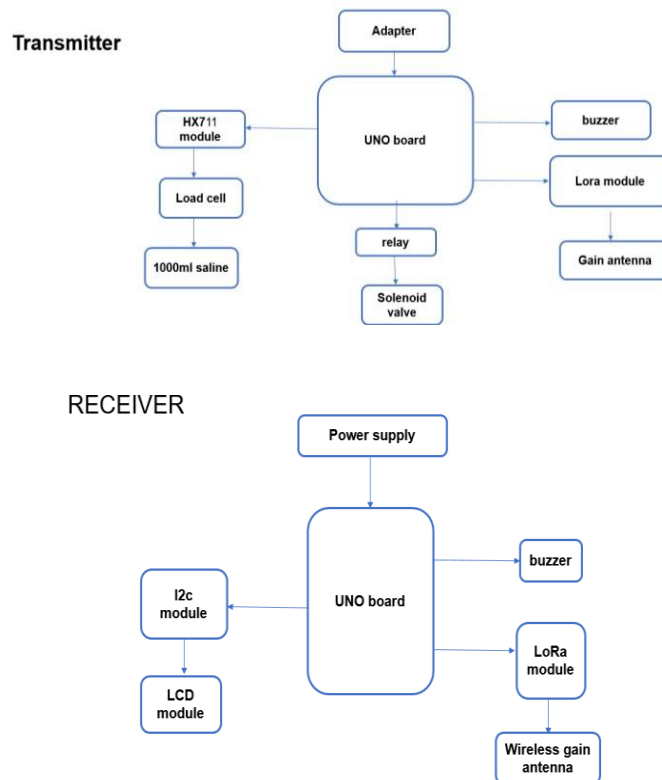 Transmitter
Adapter
HX711
module
UNO board
buzzer
Load cell
Lora module
1000ml saline
relay
Gain antenna
Solenoid
valve
RECEIVER
Power supply
I2c
module
UNO board
buzzer
LoRa
module
LCD
module
Wireless gain
antenna